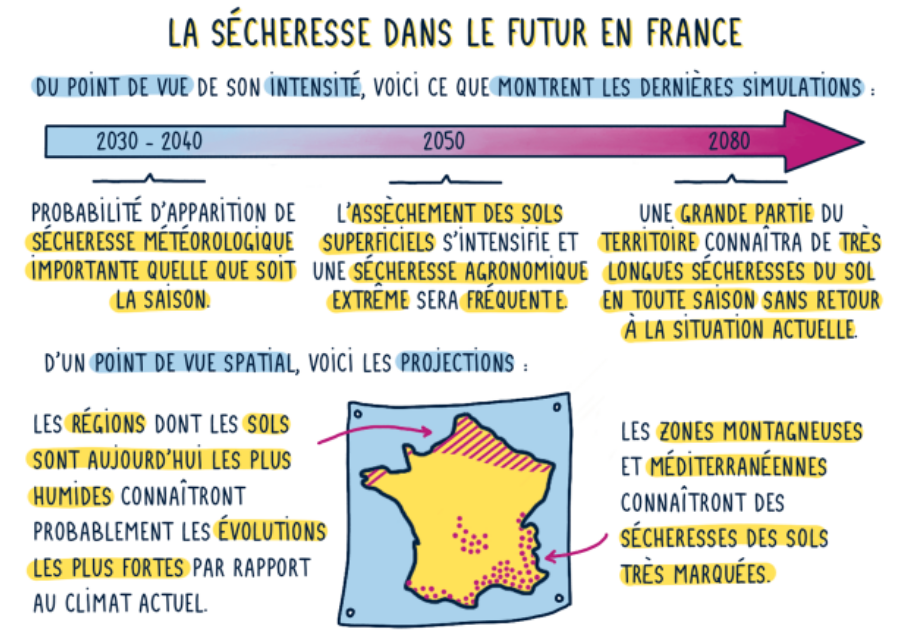 LA SÉCHERESSE DANS LE FUTUR EN FRANCE
DU POINT DE VUE DE SON INTENSITÉ, VOICI CE QUE MONTRENT LES DERNIÈRES SIMULATIONS :
2030 - 2040
2050
2080
PROBABILITÉ D'APPARITION DE
SÉCHERESSE MÉTÉOROLOGIQUE
IMPORTANTE QUELLE QUE SOIT
LA SAISON.
L'ASSÈCHEMENT DES SOLS
SUPERFICIELS S'INTENSIFIE ET
UNE SÉCHERESSE AGRONOMIQUE
EXTRÊME SERA FRÉQUENTE.
UNE GRANDE PARTIE DU
TERRITOIRE CONNAÎTRA DE TRÈS
LONGUES SÉCHERESSES DU SOL
EN TOUTE SAISON SANS RETOUR
À LA SITUATION ACTUELLE.
D'UN POINT DE VUE SPATIAL, VOICI LES PROJECTIONS :
LES RÉGIONS DONT LES SOLS
SONT AUJOURD'HUI LES PLUS
HUMIDES CONNAÎTRONT
PROBABLEMENT LES ÉVOLUTIONS
LES PLUS FORTES PAR RAPPORT
AU CLIMAT ACTUEL.
LES ZONES MONTAGNEUSES
ET MÉDITERRANÉENNES
CONNAÎTRONT DES
SÉCHERESSES DES SOLS
TRÈS MARQUÉES.